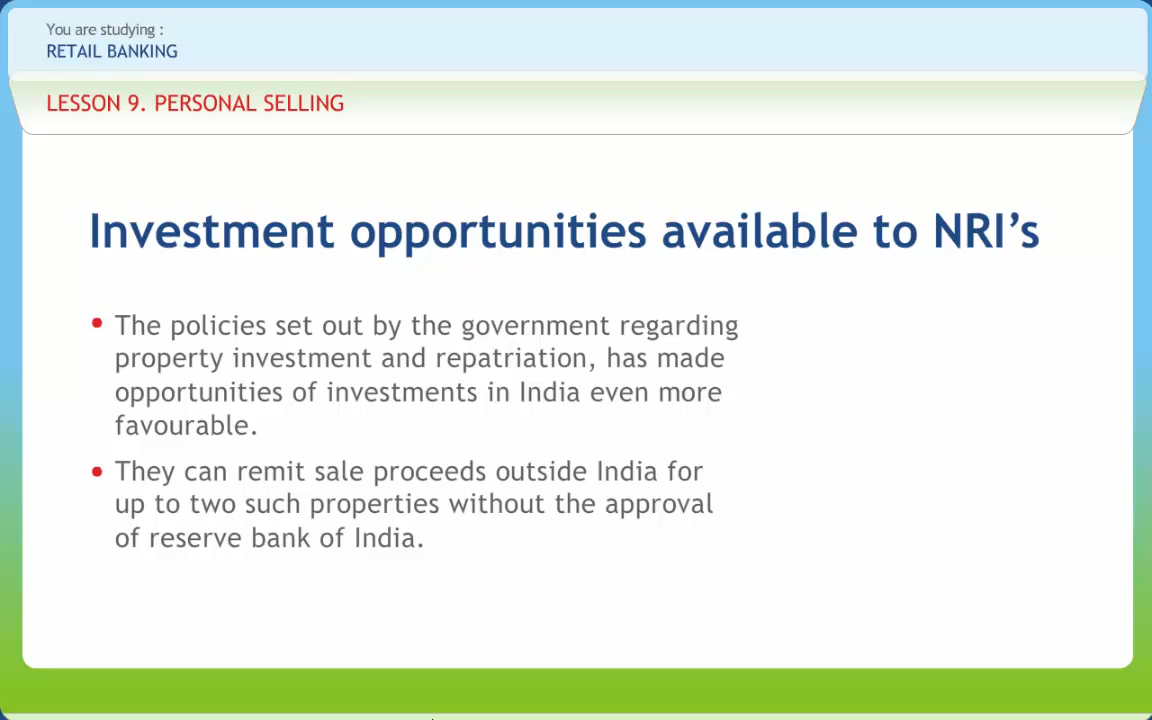 You are studying :
RETAIL BANKING
LESSON 9. PERSONAL SELLING
Investment opportunities available to NRI’s
• The policies set out by the government regarding
property investment and repatriation, has made
opportunities of investments in India even more
favourable.
• They can remit sale proceeds outside India for
up to two such properties without the approval
of reserve bank of India.